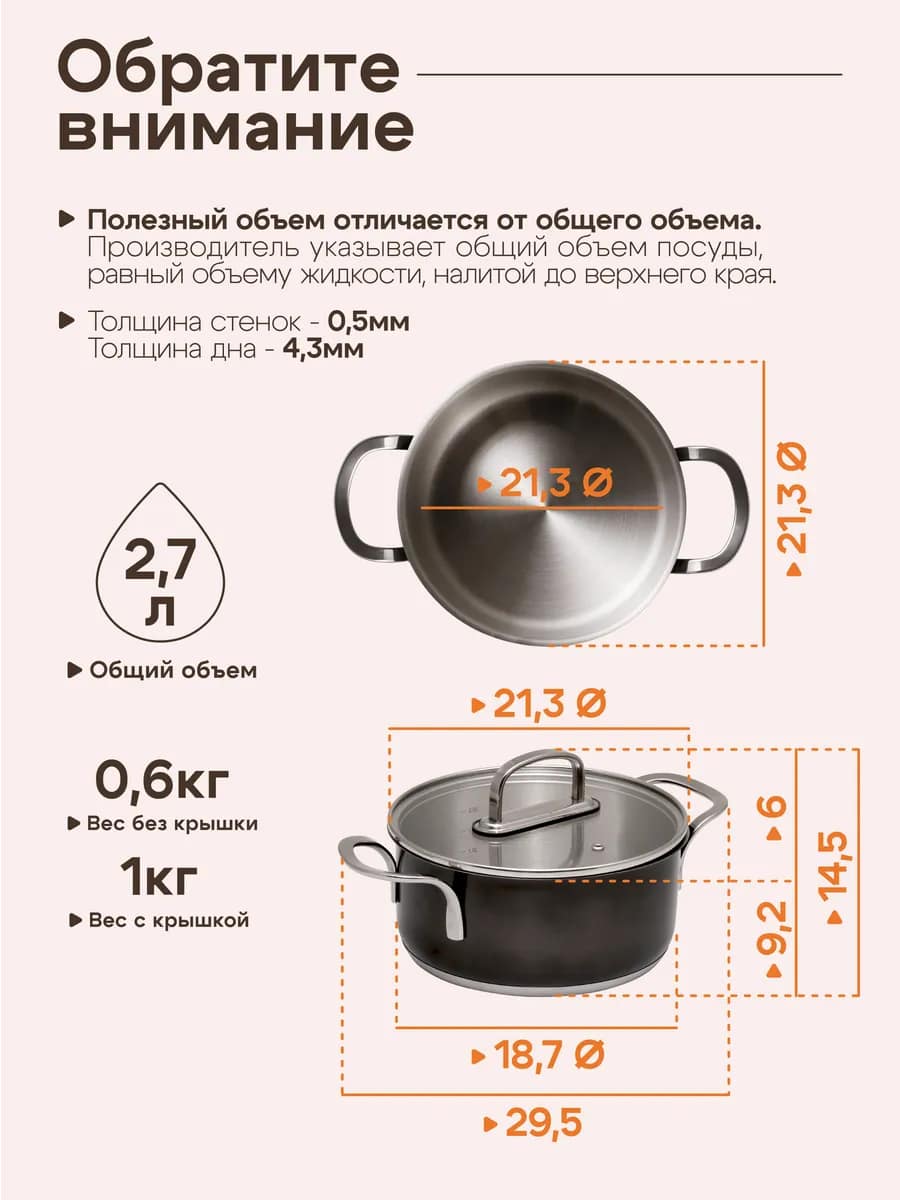 Обратите
внимание
Полезный объем отличается от общего объема.
Производитель указывает общий объем посуды,
равный объему жидкости, налитой до верхнего края.
Толщина стенок - 0,5мм
Толщина дна - 4,3мм
21,3 Ø
21,3 Ø
2,7
л
Общий объем
21,3 Ø
0,6кг
Вес без крышки
1кг
Вес с крышкой
6
14,5
9,2
18,7 Ø
29,5